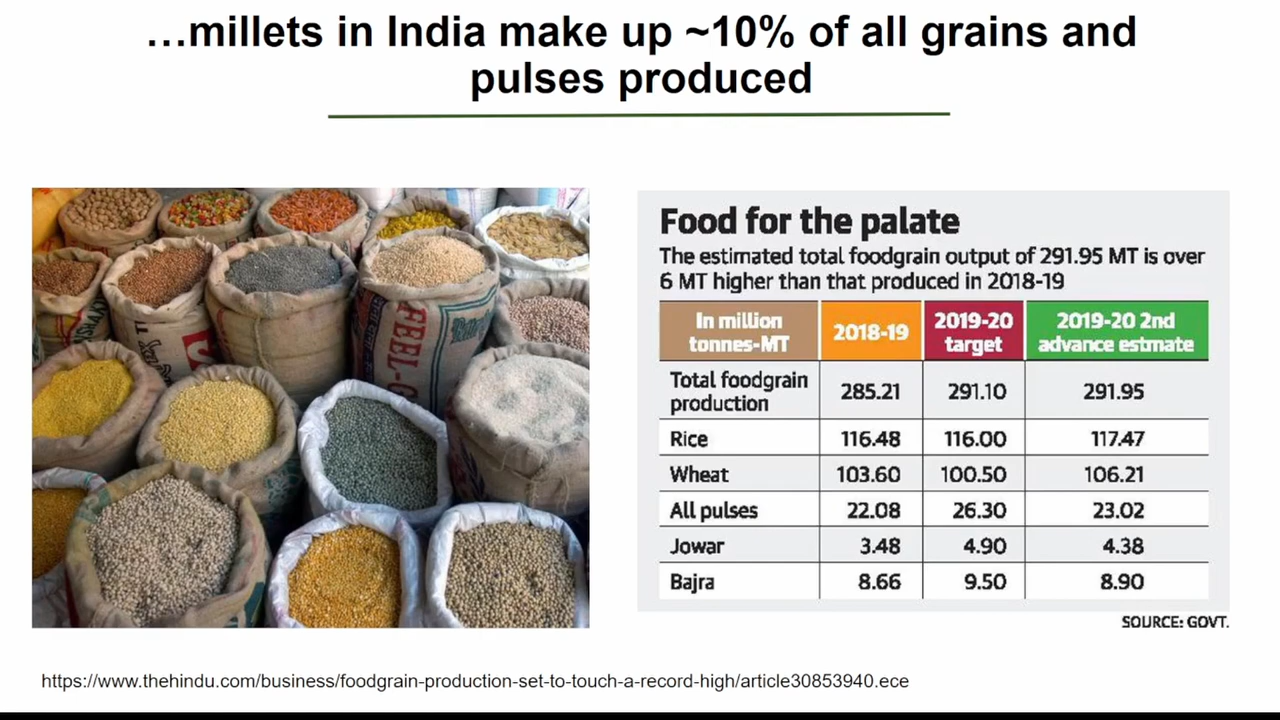 ...millets in India make up ~10% of all grains and
pulses produced
Food for the palate
The estimated total foodgrain output of 291.95 MT is over
6 MT higher than that produced in 2018-19
In million
tonnes-MT
2018-19
2019-20
target
2019-20 2nd
advance estmate
Total foodgrain
production
285.21
291.10
291.95
Rice
116.48
116.00
117.47
Wheat
103.60
100.50
106.21
All pulses
22.08
26.30
23.02
Jowar
3.48
4.90
4.38
Bajra
8.66
9.50
8.90
SOURCE: GOVT.
https://www.thehindu.com/business/foodgrain-production-set-to-touch-a-record-high/article30853940.ece